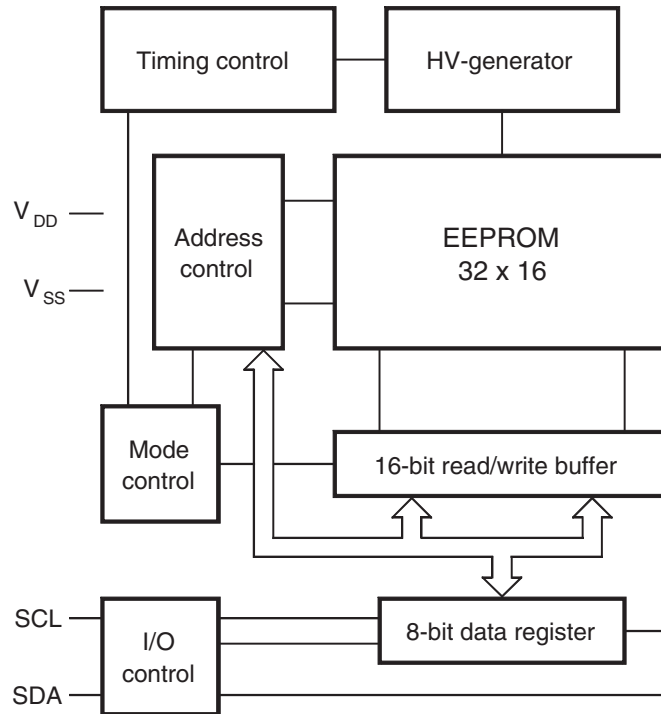 Timing control
HV-generator
V DD
V SS
Address
control
EEPROM
32 x 16
Mode
control
16-bit read/write buffer
SCL
SDA
I/O
control
8-bit data register